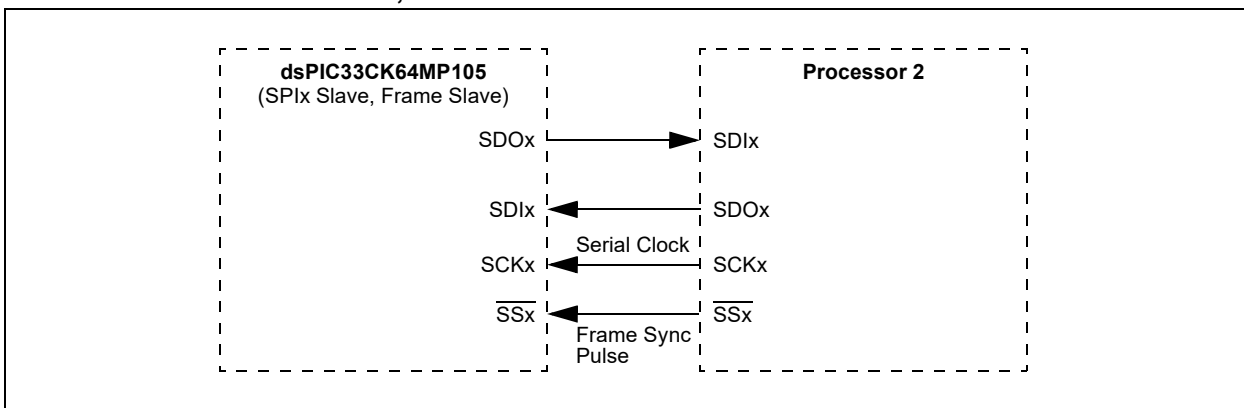 dsPIC33CK64MP105
(SPIx Slave, Frame Slave)
Processor 2
SDOx
SDIx
SDIx
SDOx
Serial Clock
SCKx
SCKx
SSx
SSx
Frame Sync
Pulse